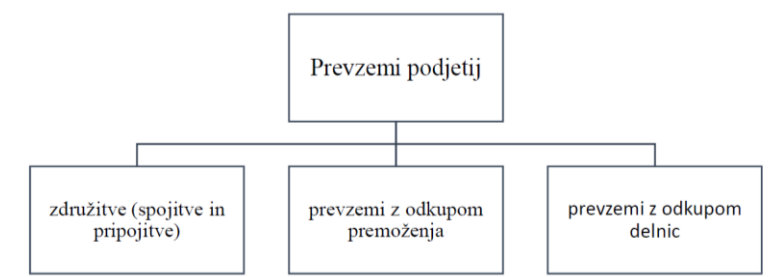 Prevzemi podjetij
združitve (spojitve in
pripojitve)
prevzemi z odkupom
premoženja
prevzemi z odkupom
delnic